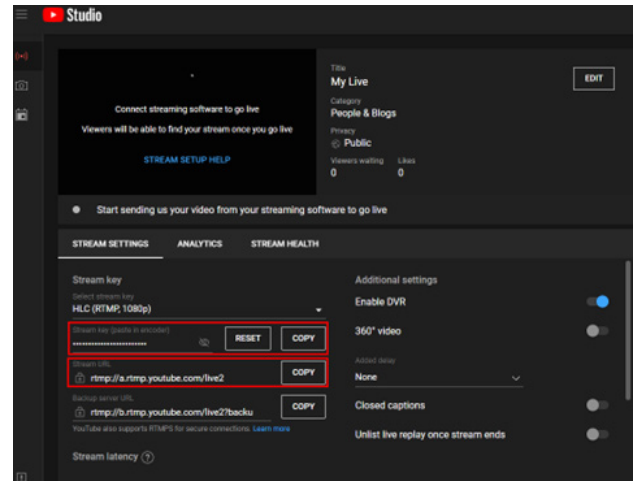 Studio
Connect streaming software to go live
Viewers will be able to find your stream once you go live
STREAM SETUP HELP
Title
My Live
EDIT
Category
People & Blogs
Privacy
Public
Viewers waiting Likes
0 0
Start sending us your video from your streaming software to go live
STREAM SETTINGS ANALYTICS STREAM HEALTH
Stream key
Select stream key
HLC (RTMP, 1080p)
Stream key (paste in encoder)
•••••••••••••••••••••••• RESET COPY
Stream URL
rtmp://a.rtmp.youtube.com/live2 COPY
Backup server URL
rtmp://b.rtmp.youtube.com/live2?backu COPY
YouTube also supports RTMPS for secure connections. Learn more
Stream latency ?
Additional settings
Enable DVR
360° video
Added delay
None
Closed captions
Unlist live replay once stream ends